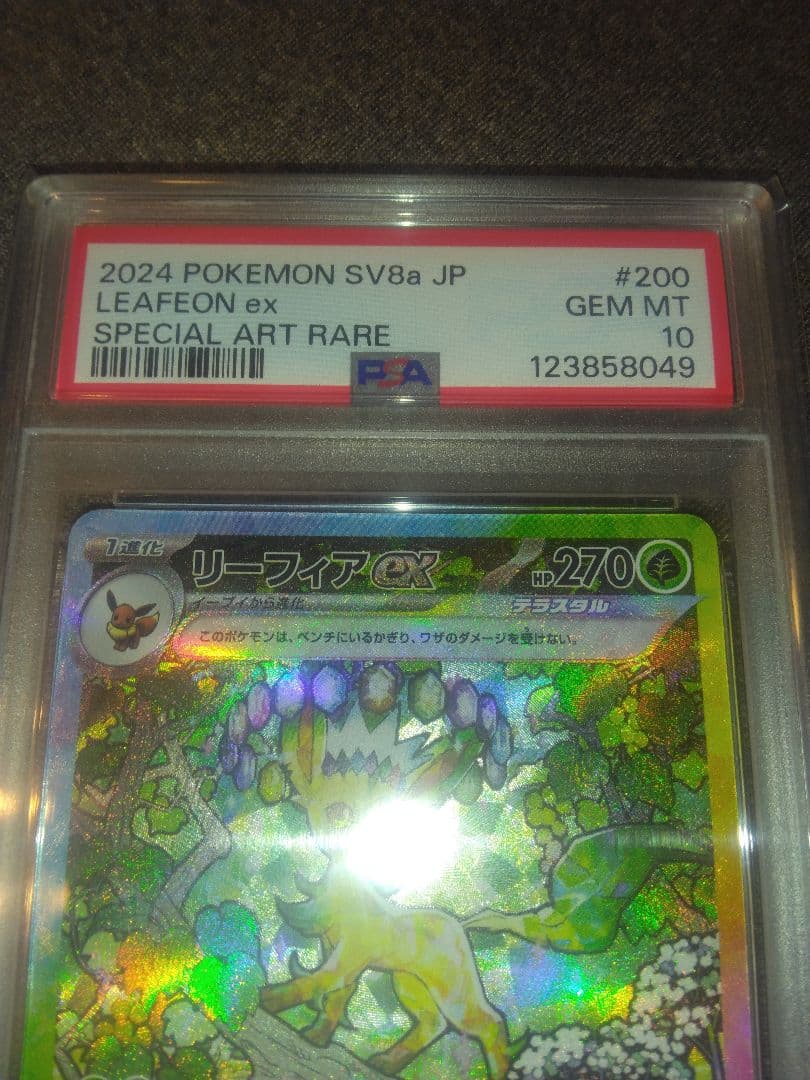 2024 POKEMON SV8a JP #200
LEAFEON ex GEM MT
SPECIAL ART RARE 10
PSA 123858049
1進化 リーフィアex HP270
イーブイから進化 テラスタル
このポケモンは、ベンチにいるかぎり、ワザのダメージを受けない。